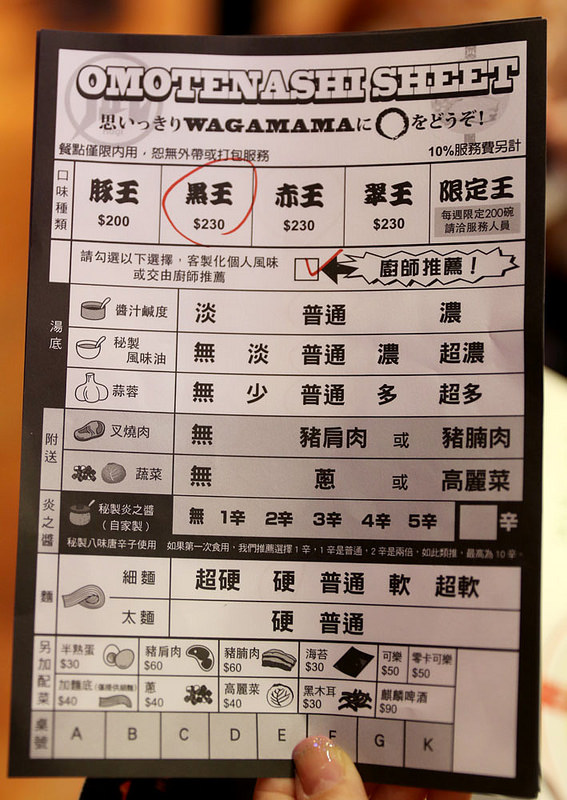 OMOTENASHI SHEET
思いっきりWAGAMAMAに〇をどうぞ!
餐點僅限內用，恕無外帶或打包服務 10%服務費另計
口味種類 豚王 黒王 赤王 翠王 限定王
$200 $230 $230 $230 每週限定200碗
請洽服務人員
請勾選以下選擇，客製化個人風味
或交由廚師推薦 廚師推薦!
湯底
醬汁鹹度 淡 普通 濃
秘製風味油 無 淡 普通 濃 超濃
蒜蓉 無 少 普通 多 超多
附送
叉燒肉 無 豬肩肉 或 豬腩肉
蔬菜 無 蔥 或 高麗菜
炎之醬
秘製炎之醬
(自家製) 無 1辛 2辛 3辛 4辛 5辛 辛
秘製八味唐辛子使用 如果第一次食用，我們推薦選擇1辛，1辛是普通，2辛是兩倍，如此類推，最高為10辛。
麵
細麵 超硬 硬 普通 軟 超軟
太麵 硬 普通
另加配菜
半熟蛋 豬肩肉 豬腩肉 海苔 可樂 零卡可樂
$30 $60 $60 $30 $50 $50
加麵底(僅提供細麵) 蔥 高麗菜 黑木耳 麒麟啤酒
$40 $40 $40 $30 $90
桌號 A B C D E F G K